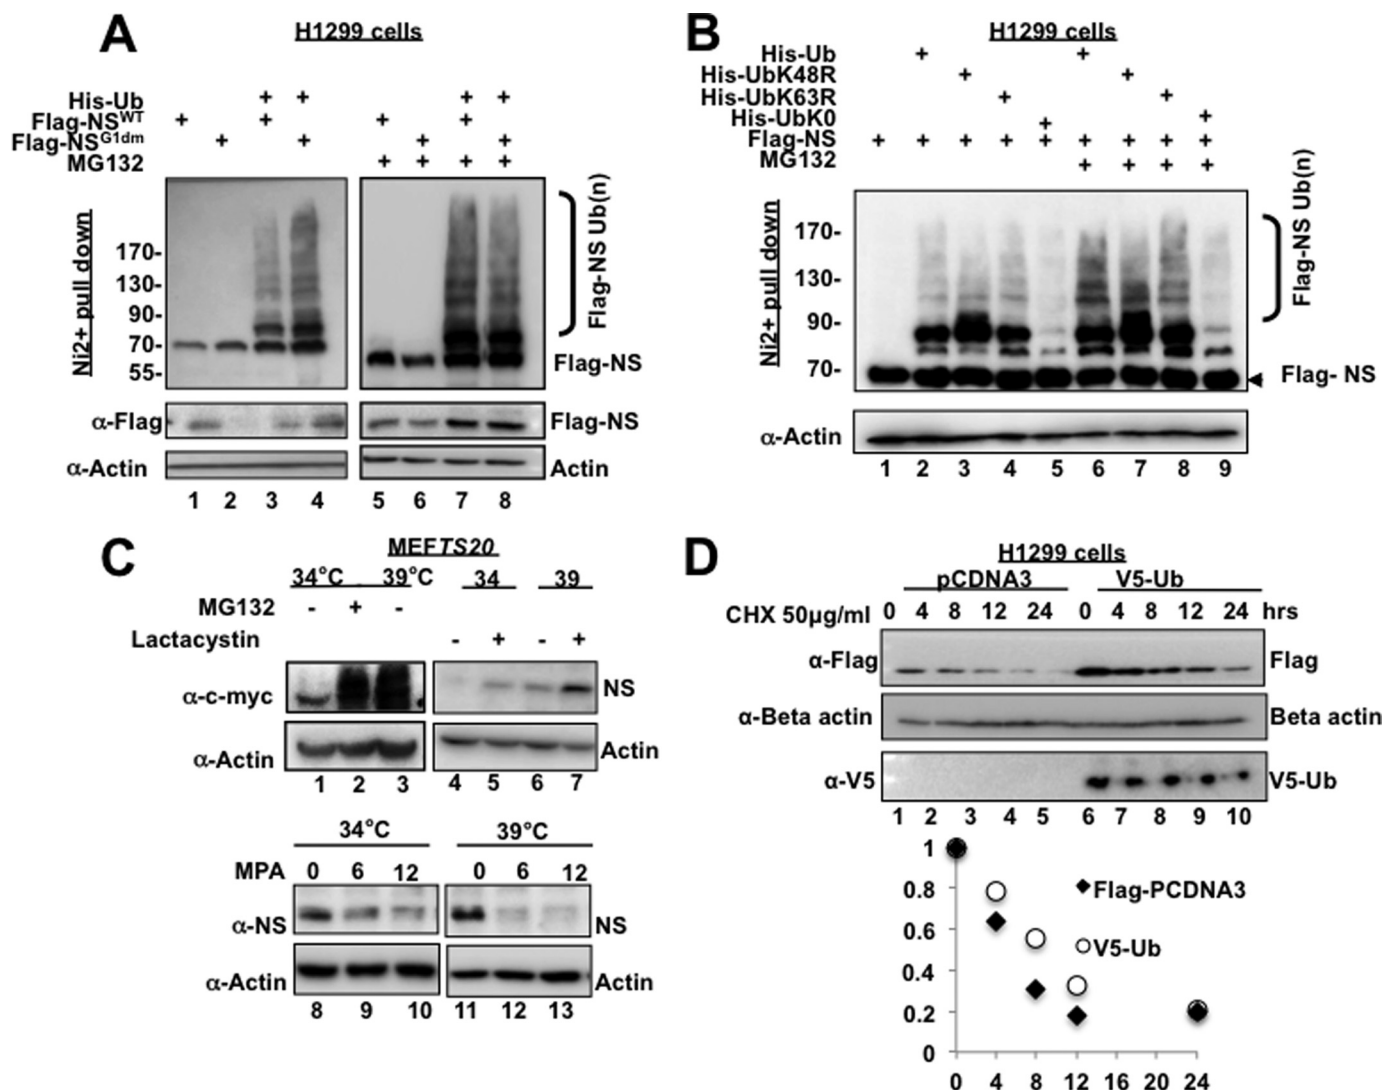 A
H1299 cells
His-Ub + +
Flag-NSWT + + + +
Flag-NSG1dm + + + +
MG132 + + + +
Ni2+ pull down
170-
130-
90-
70-
55-
Flag-NS Ub(n)
Flag-NS
α-Flag
Flag-NS
α-Actin
Actin
1 2 3 4 5 6 7 8
B
H1299 cells
His-Ub + +
His-UbK48R + +
His-UbK63R + +
His-UbK0 + +
Flag-NS + + + + + + + + +
MG132 + + + +
Ni2+ pull down
170-
130-
90-
70-
Flag-NS Ub(n)
Flag- NS
α-Actin
1 2 3 4 5 6 7 8 9
C
MEFTS20
34°C 39°C 34 39
MG132 - + -
Lactacystin - + - +
α-c-myc
NS
α-Actin
Actin
1 2 3 4 5 6 7
34°C 39°C
MPA 0 6 12 0 6 12
α-NS
NS
α-Actin
Actin
8 9 10 11 12 13
D
H1299 cells
pCDNA3 V5-Ub
CHX 50µg/ml 0 4 8 12 24 0 4 8 12 24 hrs
α-Flag
Flag
α-Beta actin
Beta actin
α-V5
V5-Ub
1 2 3 4 5 6 7 8 9 10
1
0.8
0.6
0.4
0.2
0
Flag-PCDNA3
V5-Ub
0 4 8 12 16 20 24